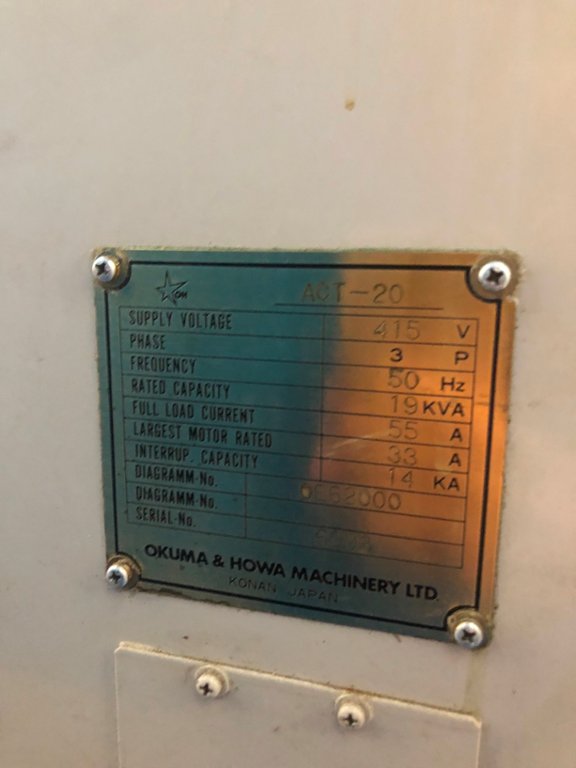 OM
ACT-20
SUPPLY VOLTAGE 415 V
PHASE 3 P
FREQUENCY 50 Hz
RATED CAPACITY 19 KVA
FULL LOAD CURRENT 55 A
LARGEST MOTOR RATED 33 A
INTERRUP. CAPACITY 14 KA
DIAGRAMM-No.
DIAGRAMM-No.
SERIAL-No.
OKUMA & HOWA MACHINERY LTD.
KONAN JAPAN